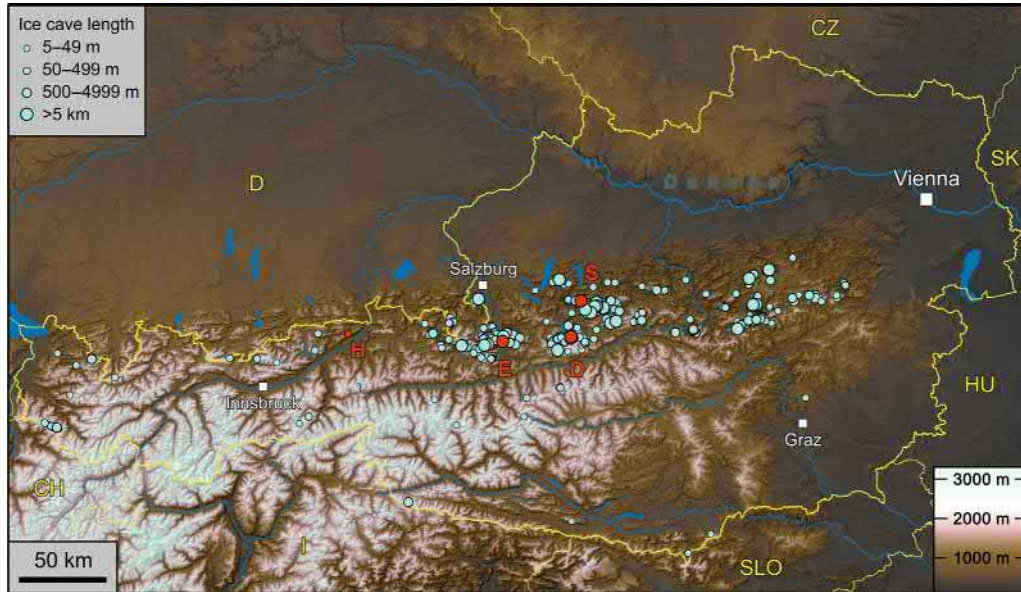 Ice cave length
5–49 m
50–499 m
500–4999 m
>5 km
CZ
D
SK
Vienna
Salzburg
S
H
E
D
HU
Innsbruck
Graz
CH
I
SLO
50 km
3000 m
2000 m
1000 m